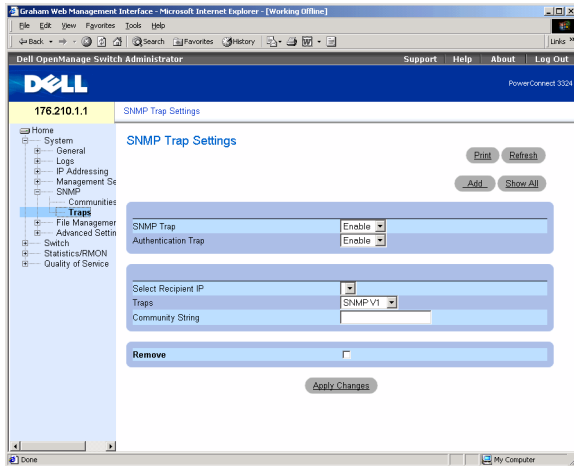 Graham Web Management Interface - Microsoft Internet Explorer - [Working Offline]
File Edit View Favorites Tools Help
Back Search Favorites History Links »
Dell OpenManage Switch Administrator Support Help About Log Out
DELL
PowerConnect 3324
176.210.1.1 SNMP Trap Settings
Home
System
General
Logs
IP Addressing
Management Se
SNMP
Communities
Traps
File Managemer
Advanced Settin
Switch
Statistics/RMON
Quality of Service
SNMP Trap Settings
Print Refresh
Add Show All
SNMP Trap Enable
Authentication Trap Enable
Select Recipient IP
Traps SNMP V1
Community String
Remove
Apply Changes
Done My Computer